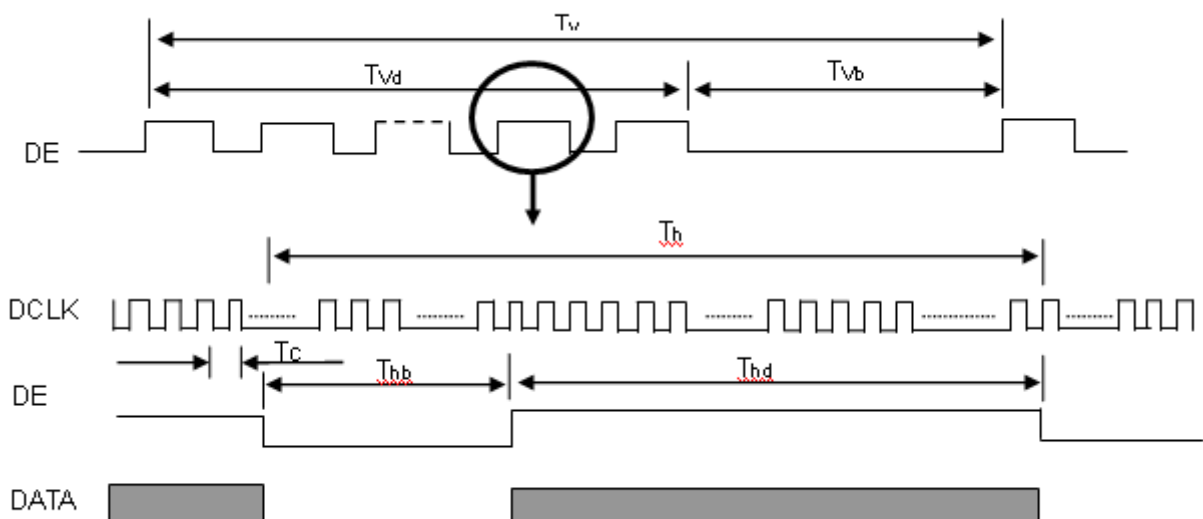 Tv
Tvd
Tvb
DE
Th
DCLK
Tc
Thb
Thd
DE
DATA